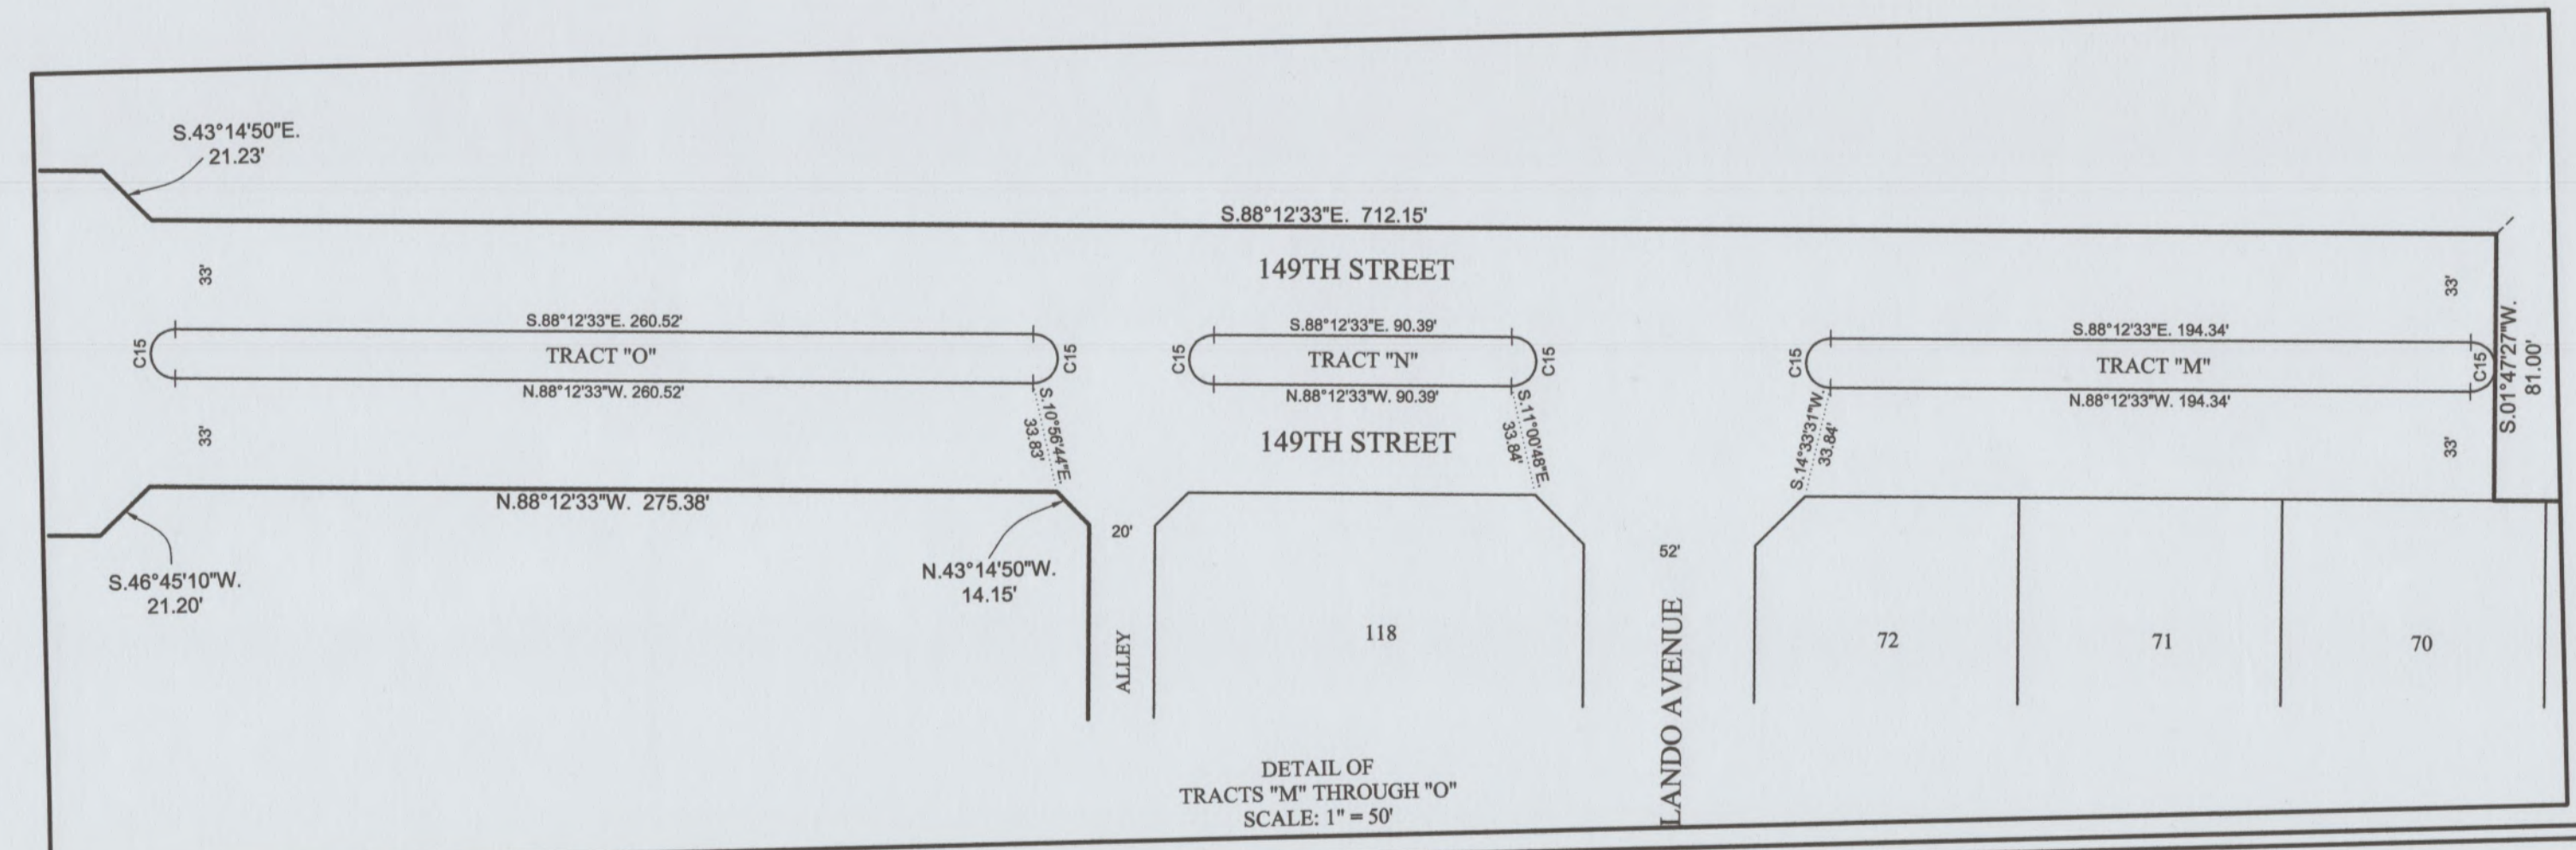 S.43°14'50"E.
21.23'
S.88°12'33"E. 712.15'
33'
149TH STREET
33'
S.88°12'33"E. 260.52'
C15
TRACT "O"
C15
N.88°12'33"W. 260.52'
S.88°12'33"E. 90.39'
C15
TRACT "N"
C15
N.88°12'33"W. 90.39'
S.88°12'33"E. 194.34'
C15
TRACT "M"
C15
N.88°12'33"W. 194.34'
S.01°47'27"W.
81.00'
33'
S.10°56'44"E.
33.83'
149TH STREET
S.11°00'48"E.
33.84'
S.14°33'31"W.
33.84'
33'
N.88°12'33"W. 275.38'
S.46°45'10"W.
21.20'
N.43°14'50"W.
14.15'
20'
ALLEY
118
52'
LANDO AVENUE
72
71
70
DETAIL OF
TRACTS "M" THROUGH "O"
SCALE: 1" = 50'